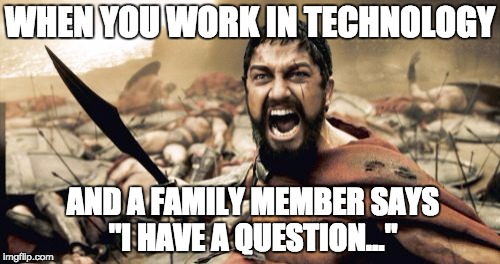 WHEN YOU WORK IN TECHNOLOGY
AND A FAMILY MEMBER SAYS
"I HAVE A QUESTION..."
imgflip.com